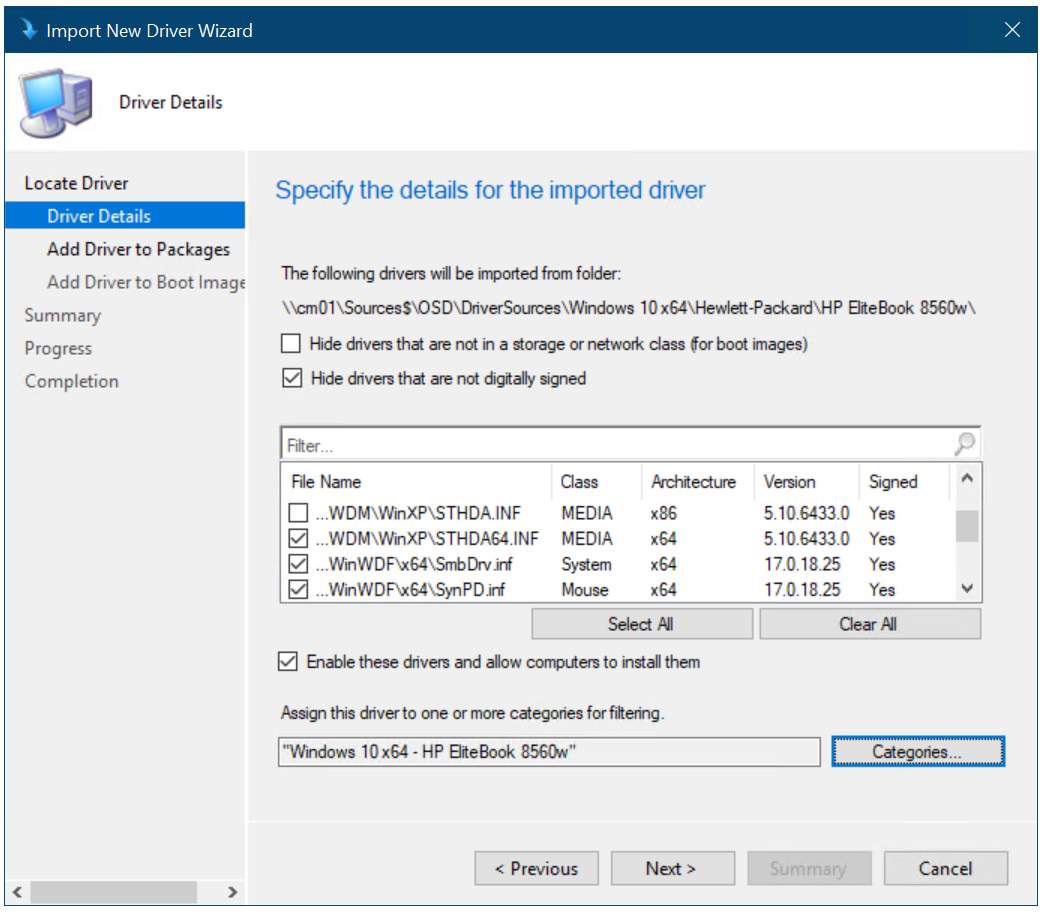 Import New Driver Wizard
Driver Details
Locate Driver
Driver Details
Add Driver to Packages
Add Driver to Boot Image
Summary
Progress
Completion
Specify the details for the imported driver
The following drivers will be imported from folder:
\\cm01\Sources$\OSD\DriverSources\Windows 10 x64\Hewlett-Packard\HP EliteBook 8560w\
Hide drivers that are not in a storage or network class (for boot images)
Hide drivers that are not digitally signed
Filter...
File Name Class Architecture Version Signed
...WDM\WinXP\STHDA.INF MEDIA x86 5.10.6433.0 Yes
...WDM\WinXP\STHDA64.INF MEDIA x64 5.10.6433.0 Yes
...WinWDF\x64\SmbDrv.inf System x64 17.0.18.25 Yes
...WinWDF\x64\SynPD.inf Mouse x64 17.0.18.25 Yes
Select All Clear All
Enable these drivers and allow computers to install them
Assign this driver to one or more categories for filtering.
"Windows 10 x64 - HP EliteBook 8560w" Categories...
< Previous Next > Summary Cancel